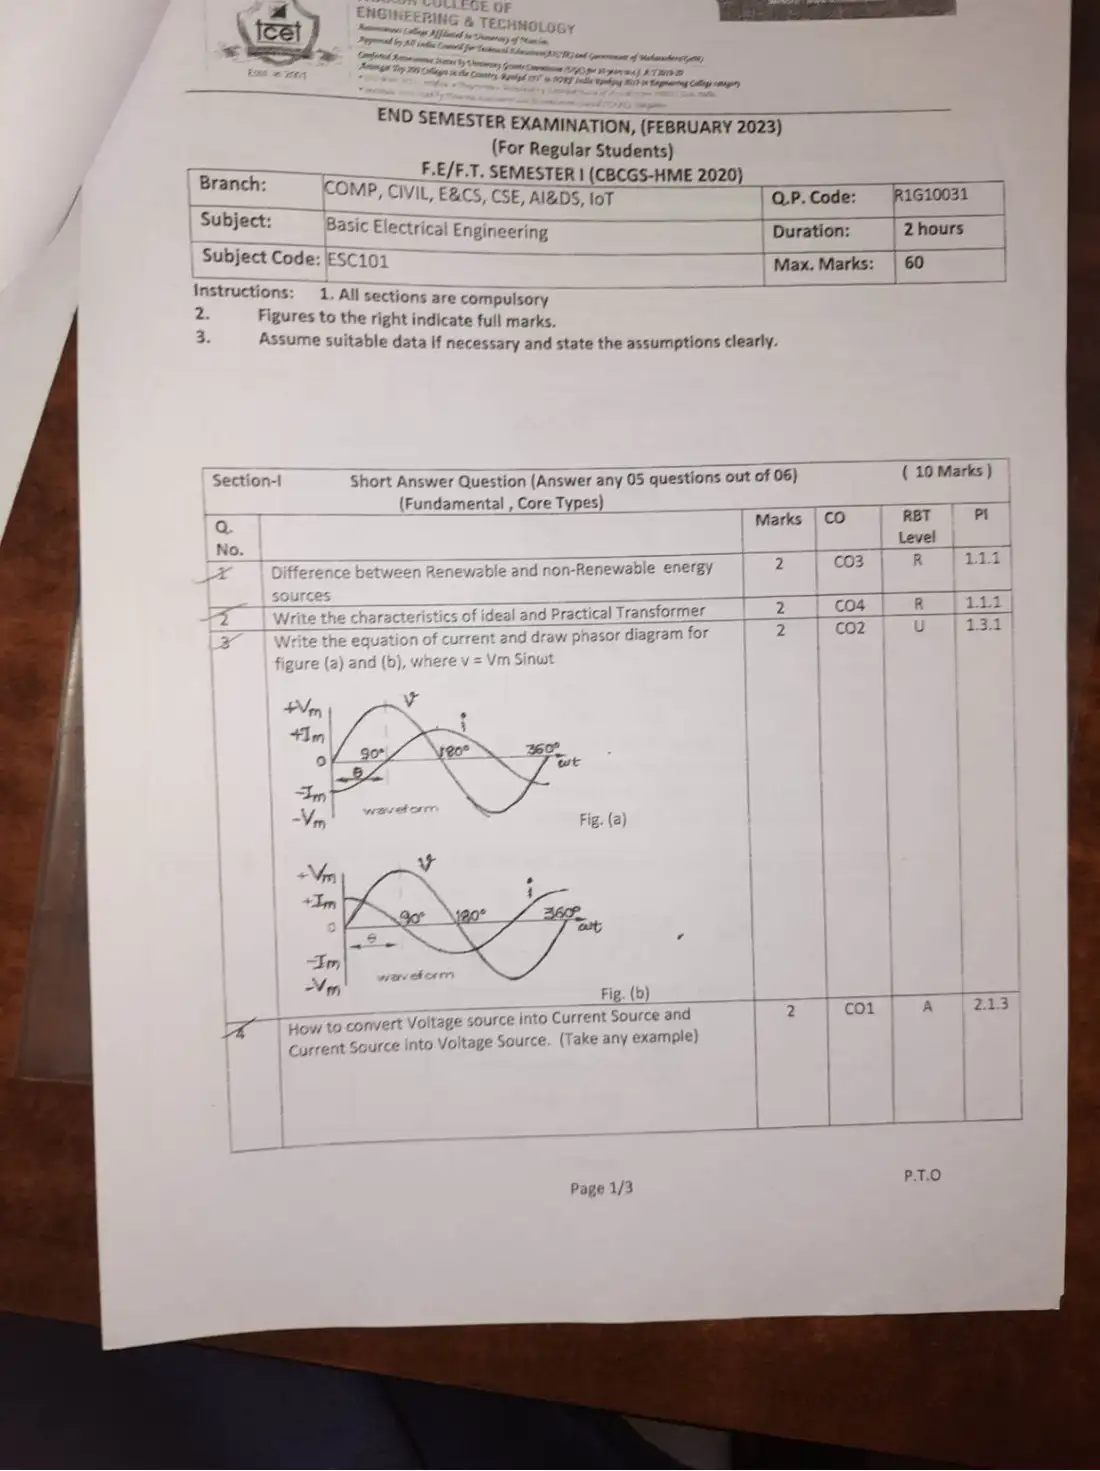 COLLEGE OF
ENGINEERING & TECHNOLOGY
tcet
Estd. in 2001
END SEMESTER EXAMINATION, (FEBRUARY 2023)
(For Regular Students)
F.E/F.T. SEMESTER I (CBCGS-HME 2020)
Branch: COMP, CIVIL, E&CS, CSE, AI&DS, IoT Q.P. Code: R1G10031
Subject: Basic Electrical Engineering Duration: 2 hours
Subject Code: ESC101 Max. Marks: 60
Instructions: 1. All sections are compulsory
2. Figures to the right indicate full marks.
3. Assume suitable data if necessary and state the assumptions clearly.
Section-I Short Answer Question (Answer any 05 questions out of 06) ( 10 Marks )
(Fundamental , Core Types)
Q. No. Marks CO RBT Level PI
1 Difference between Renewable and non-Renewable energy 2 CO3 R 1.1.1
sources
2 Write the characteristics of ideal and Practical Transformer 2 CO4 R 1.1.1
3 Write the equation of current and draw phasor diagram for 2 CO2 U 1.3.1
figure (a) and (b), where v = Vm Sinωt
+Vm v
+Im i
0 90° 180° 360° ωt
θ
-Im
-Vm waveform Fig. (a)
+Vm v
+Im i
0 90° 180° 360° ωt
θ
-Im
-Vm waveform
Fig. (b)
4 How to convert Voltage source into Current Source and 2 CO1 A 2.1.3
Current Source into Voltage Source. (Take any example)
Page 1/3
P.T.O